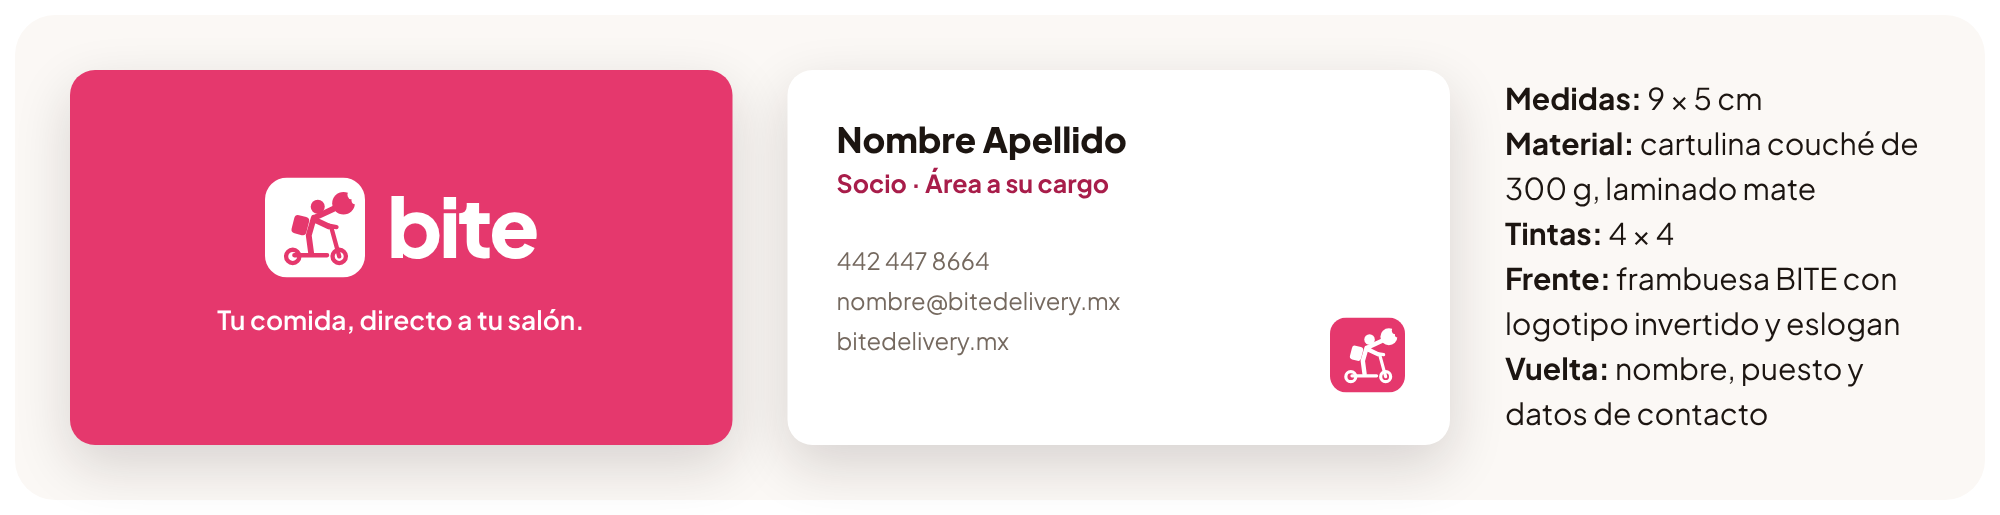 bite
Tu comida, directo a tu salón.
Nombre Apellido
Socio · Área a su cargo
442 447 8664
nombre@bitedelivery.mx
bitedelivery.mx
Medidas: 9 × 5 cm
Material: cartulina couché de
300 g, laminado mate
Tintas: 4 × 4
Frente: frambuesa BITE con
logotipo invertido y eslogan
Vuelta: nombre, puesto y
datos de contacto